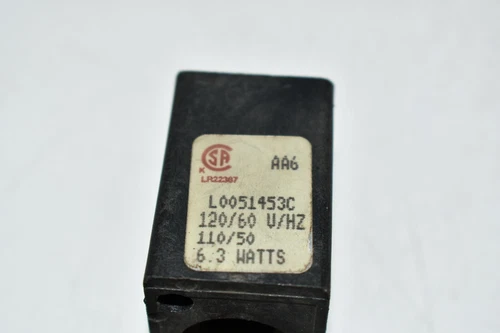 CSA AA6
K
LR22367
L0051453C
120/60 V/HZ
110/50
6.3 WATTS